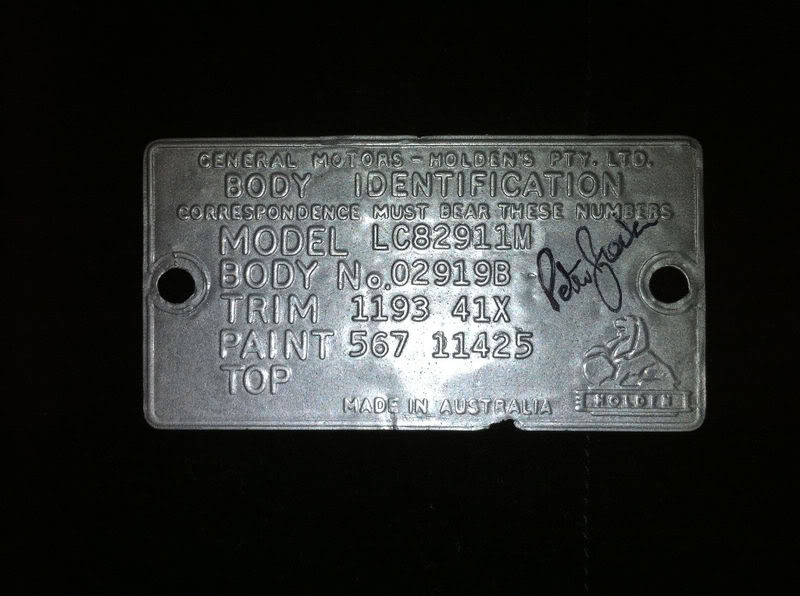 GENERAL MOTORS – HOLDEN'S PTY. LTD.
BODY IDENTIFICATION
CORRESPONDENCE MUST BEAR THESE NUMBERS
MODEL LC82911M
BODY No. 02919B
TRIM 1193 41X
PAINT 567 11425
TOP
MADE IN AUSTRALIA
HOLDEN
Peter